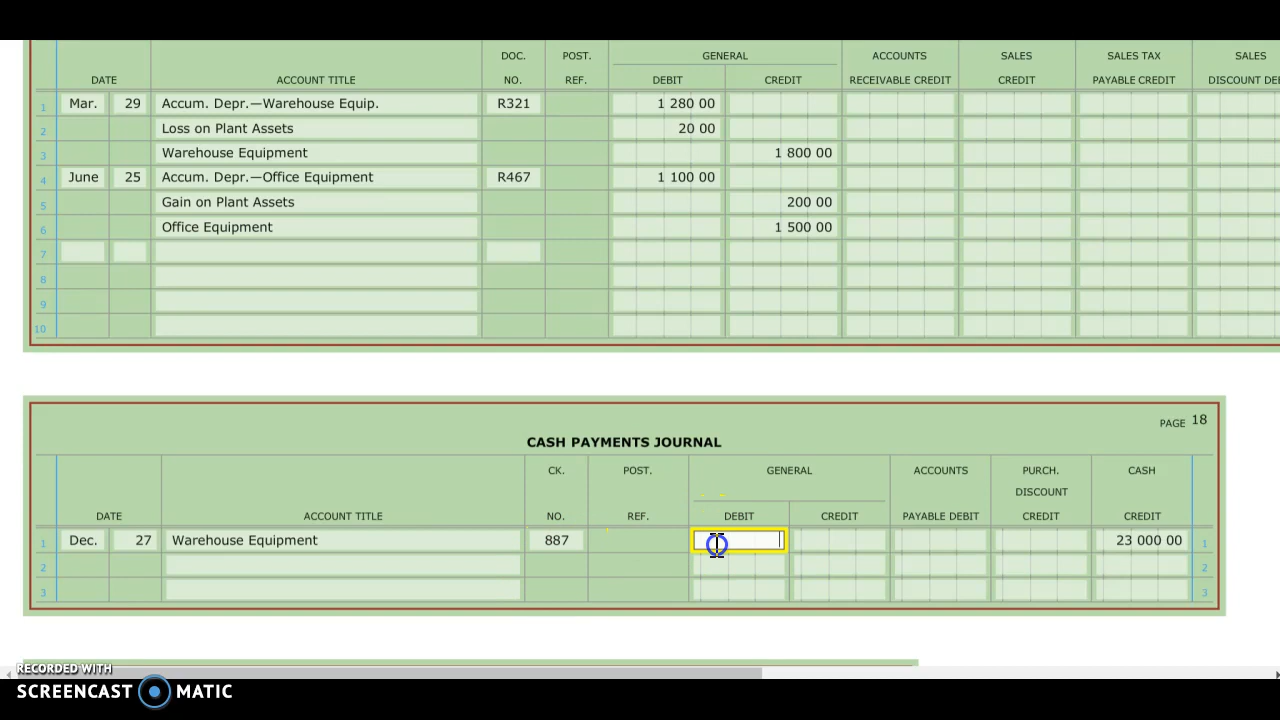 DOC. POST. GENERAL ACCOUNTS SALES SALES TAX SALES
DATE ACCOUNT TITLE NO. REF. DEBIT CREDIT RECEIVABLE CREDIT CREDIT PAYABLE CREDIT DISCOUNT
1 Mar. 29 Accum. Depr.—Warehouse Equip. R321 1 280 00
2 Loss on Plant Assets 20 00
3 Warehouse Equipment 1 800 00
4 June 25 Accum. Depr.—Office Equipment R467 1 100 00
5 Gain on Plant Assets 200 00
6 Office Equipment 1 500 00
7
8
9
10
PAGE 18
CASH PAYMENTS JOURNAL
CK. POST. GENERAL ACCOUNTS PURCH. CASH
DISCOUNT
DATE ACCOUNT TITLE NO. REF. DEBIT CREDIT PAYABLE DEBIT CREDIT CREDIT
1 Dec. 27 Warehouse Equipment 887 23 000 00 1
2 2
3 3
RECORDED WITH
SCREENCAST MATIC